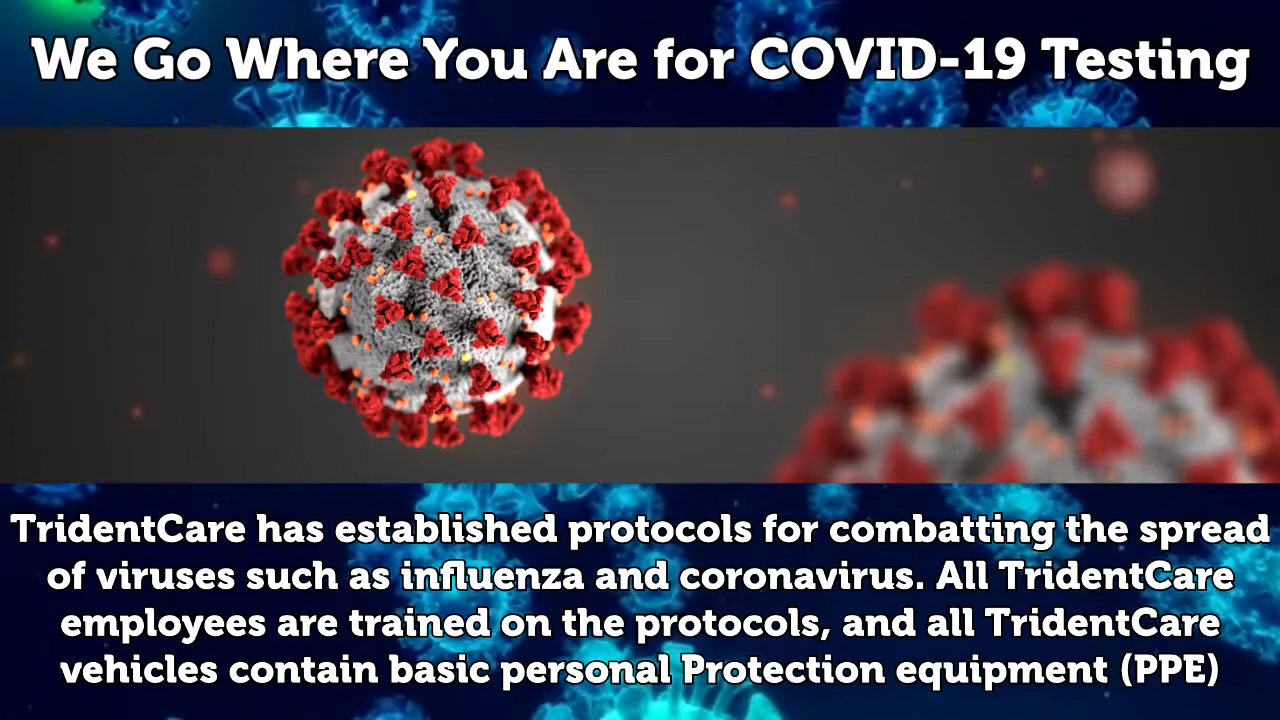 We Go Where You Are for COVID-19 Testing
TridentCare has established protocols for combatting the spread
of viruses such as influenza and coronavirus. All TridentCare
employees are trained on the protocols, and all TridentCare
vehicles contain basic personal Protection equipment (PPE)